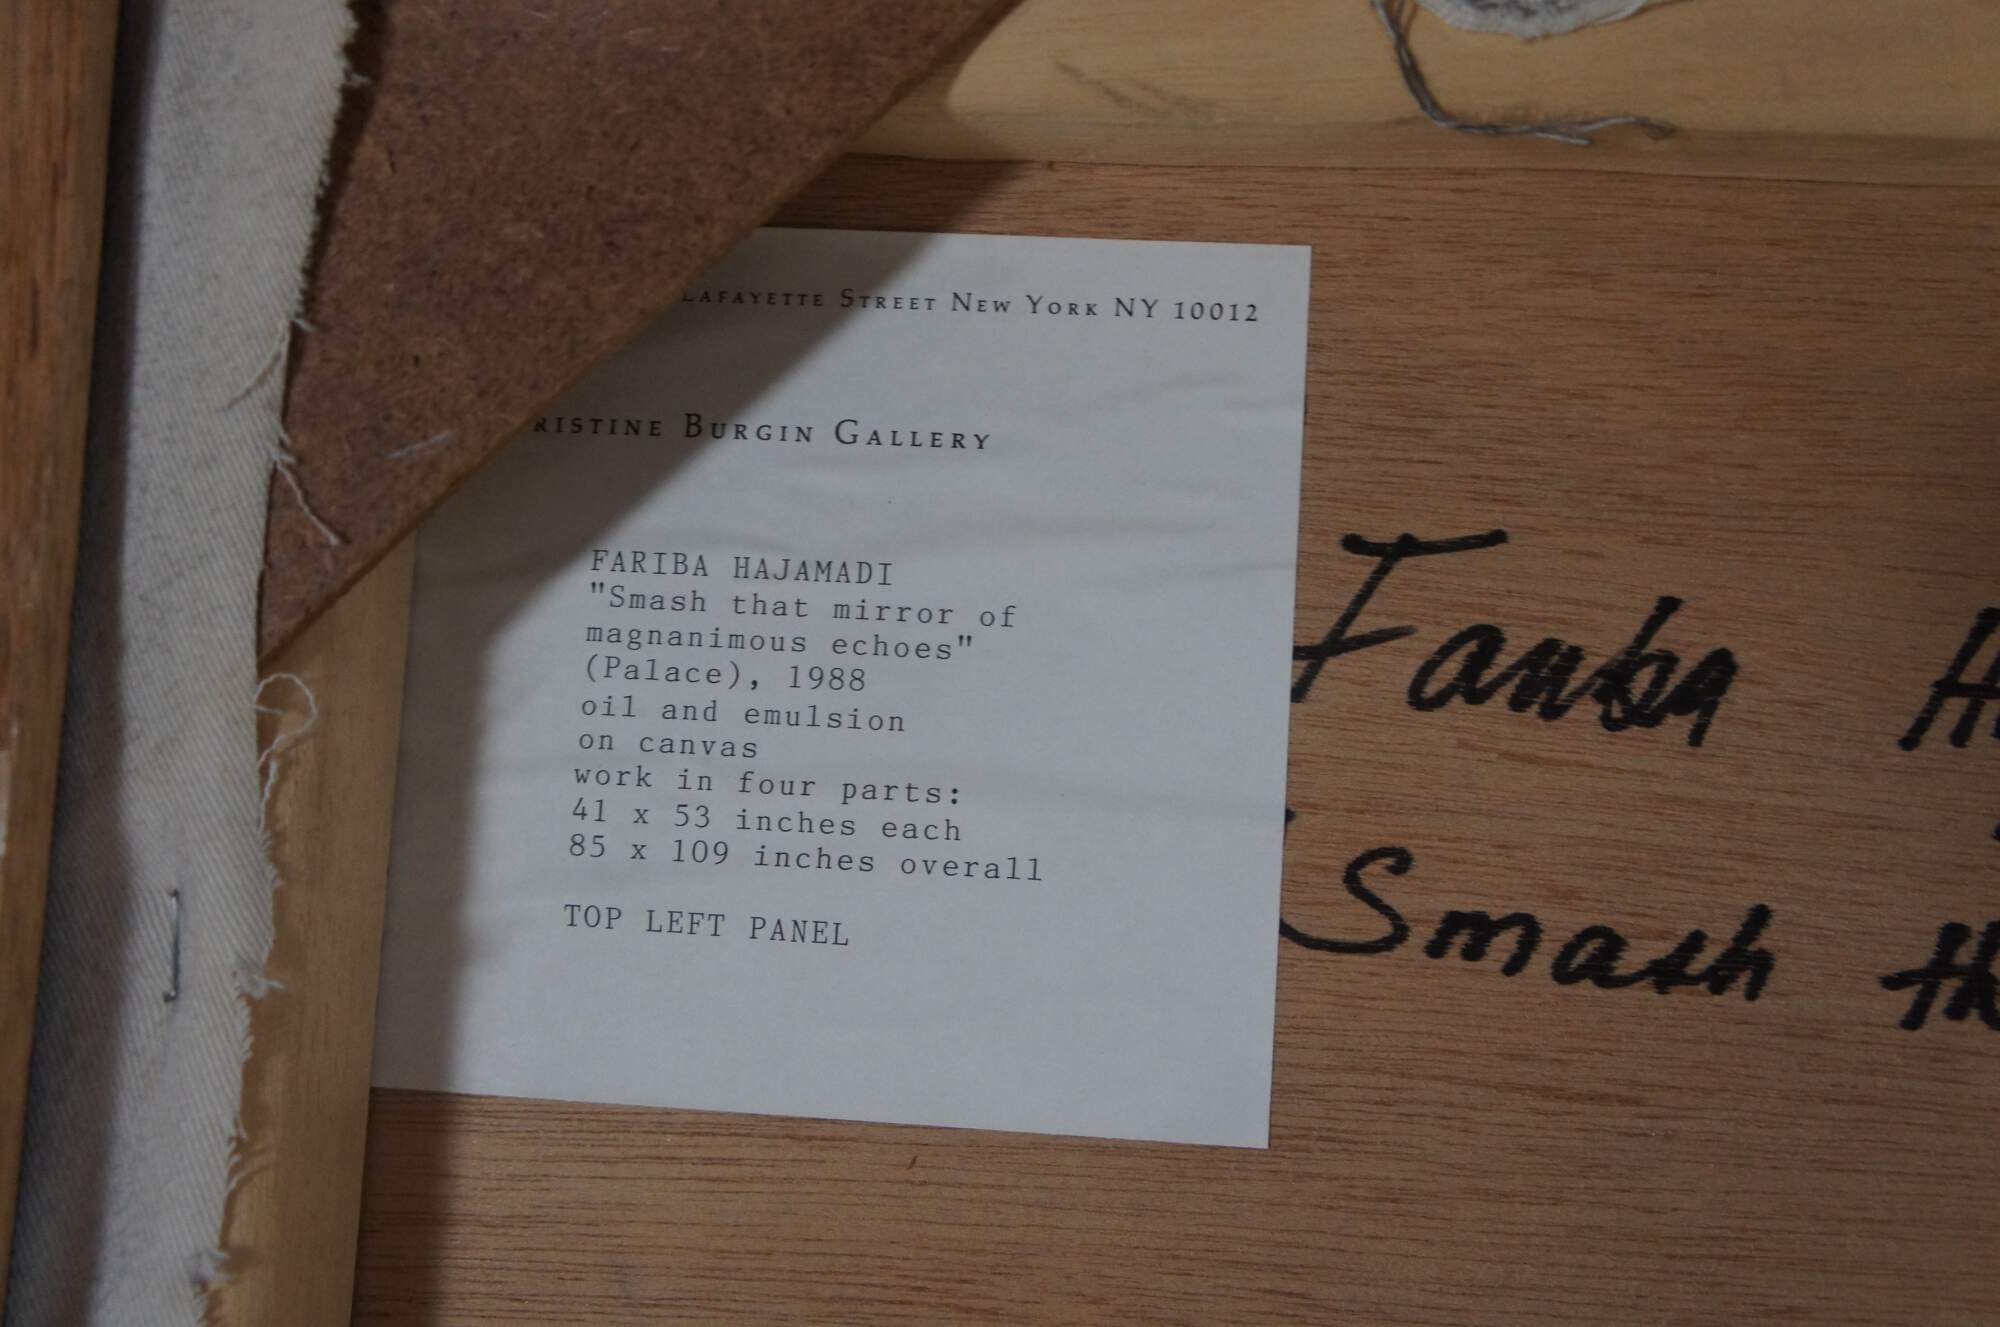 LAFAYETTE STREET NEW YORK NY 10012
RISTINE BURGIN GALLERY
FARIBA HAJAMADI
"Smash that mirror of
magnanimous echoes"
(Palace), 1988
oil and emulsion
on canvas
work in four parts:
41 x 53 inches each
85 x 109 inches overall
TOP LEFT PANEL
Fariba H
Smash th